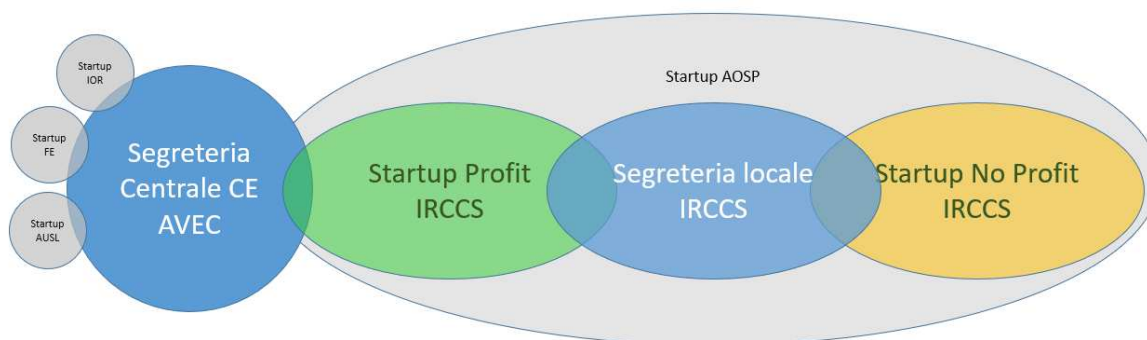 Startup
IOR
Startup
FE
Startup
AUSL
Segreteria
Centrale CE
AVEC
Startup AOSP
Startup Profit
IRCCS
Segreteria locale
IRCCS
Startup No Profit
IRCCS